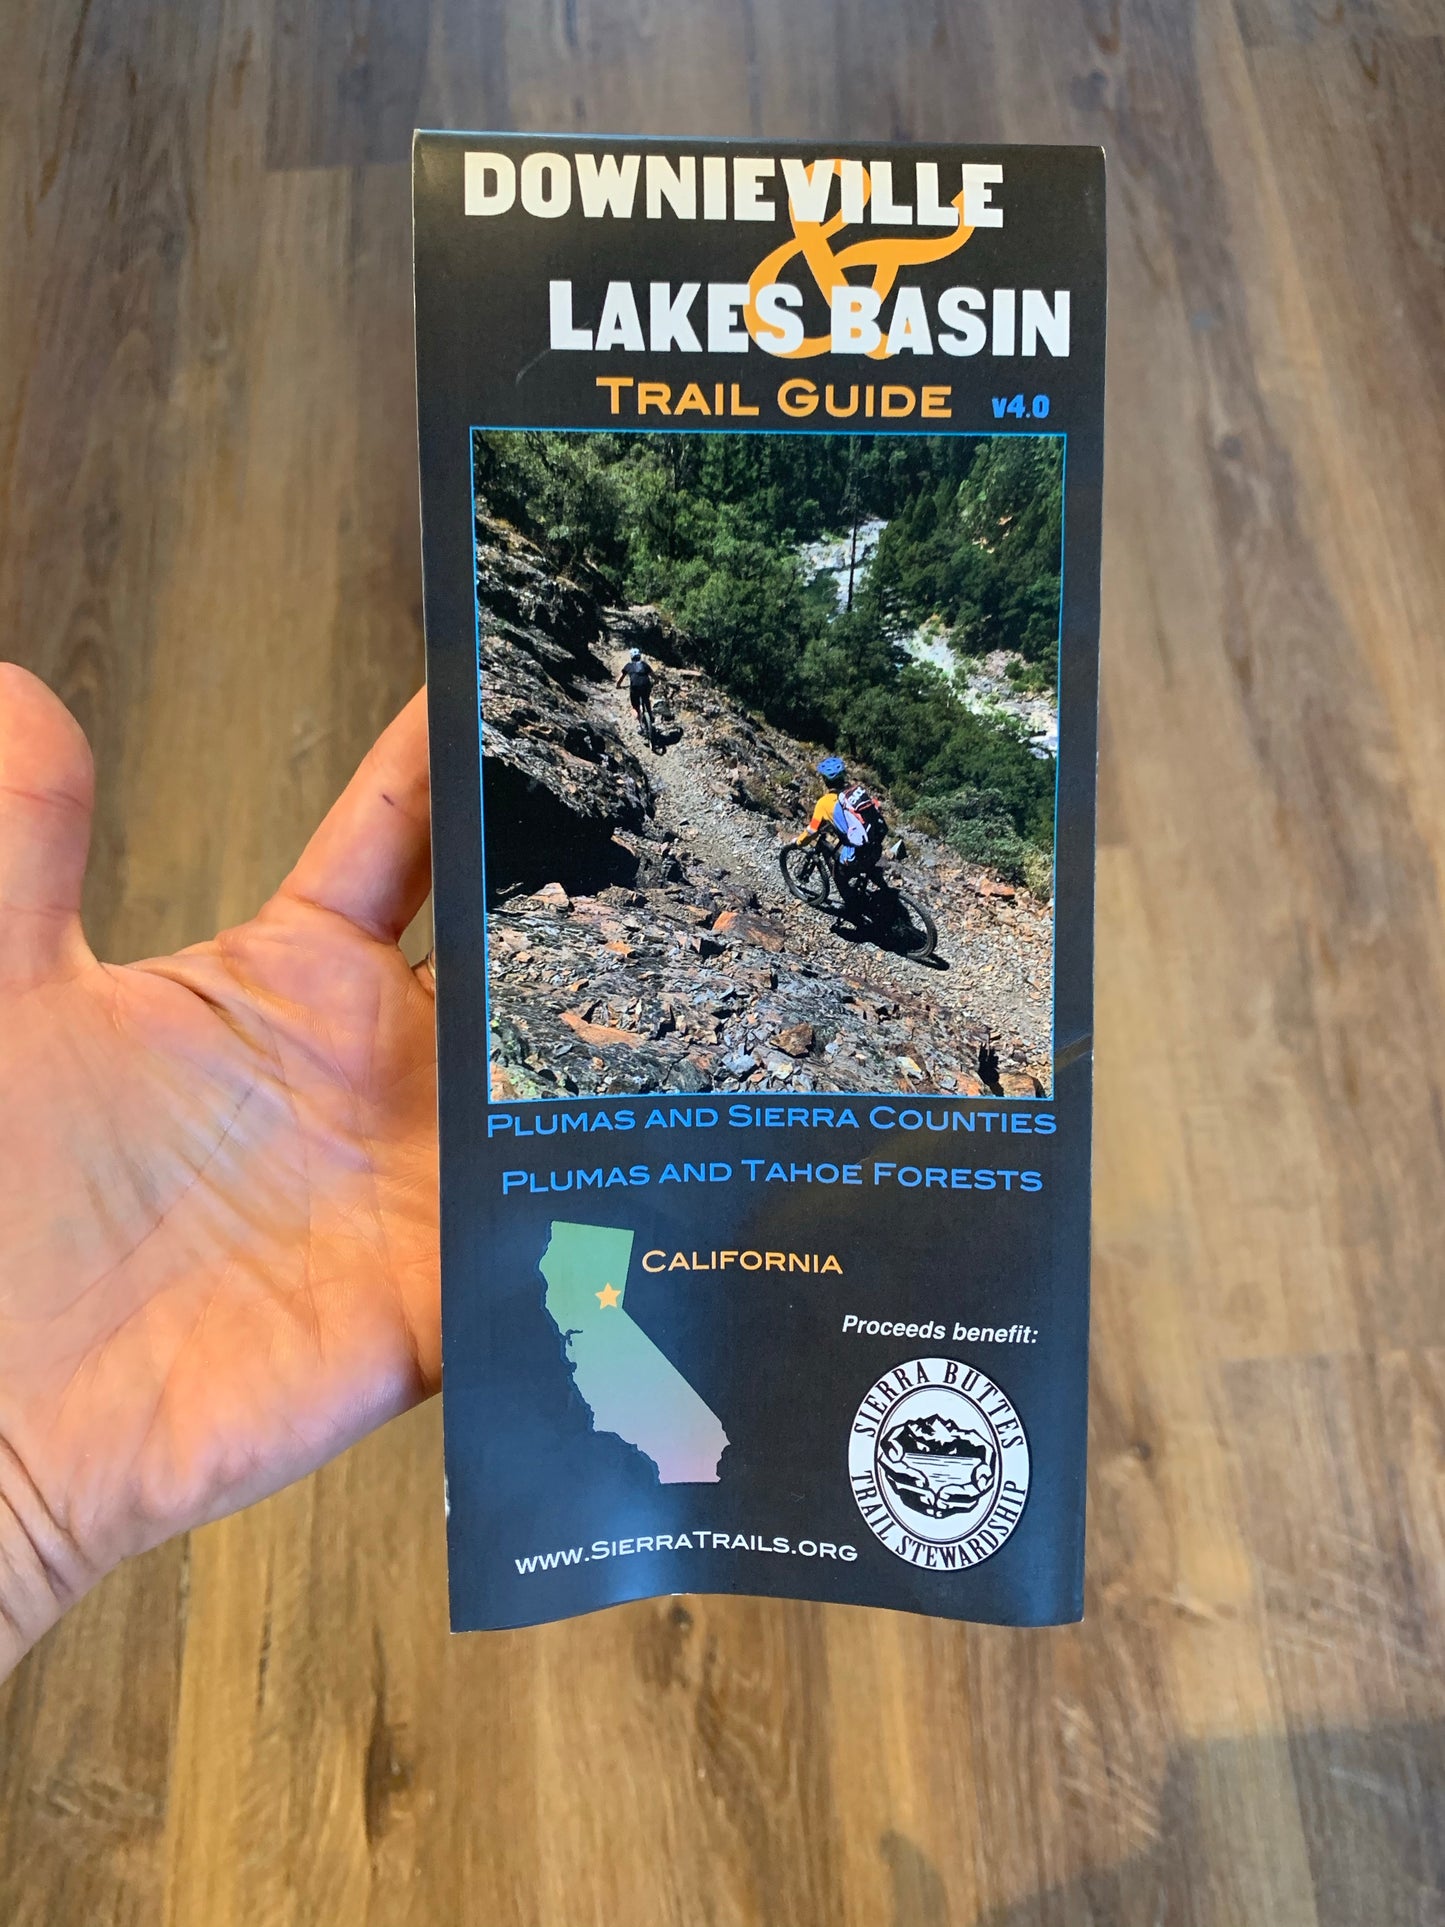 DOWNIEVILLE
&
LAKES BASIN
TRAIL GUIDE v4.0
PLUMAS AND SIERRA COUNTIES
PLUMAS AND TAHOE FORESTS
CALIFORNIA
Proceeds benefit:
SIERRA BUTTES
TRAIL STEWARDSHIP
WWW.SIERRATRAILS.ORG